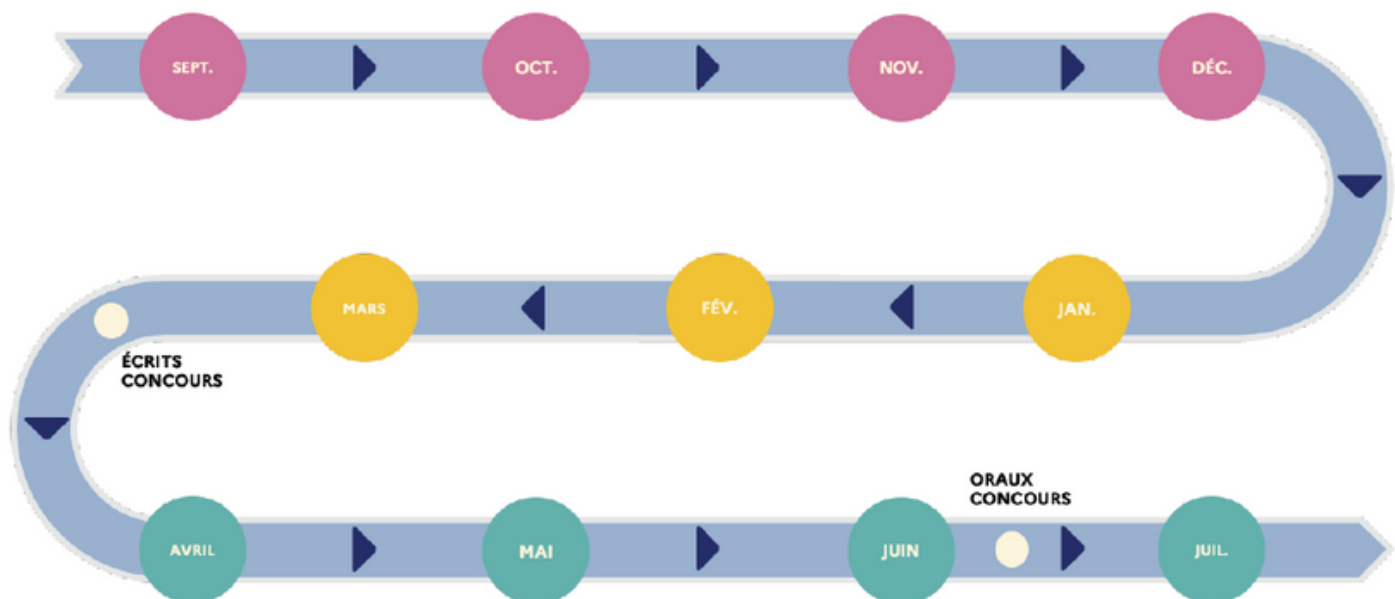 SEPT.
OCT.
NOV.
DÉC.
JAN.
FÉV.
MARS
ÉCRITS
CONCOURS
AVRIL
MAI
JUIN
ORAUX
CONCOURS
JUIL.